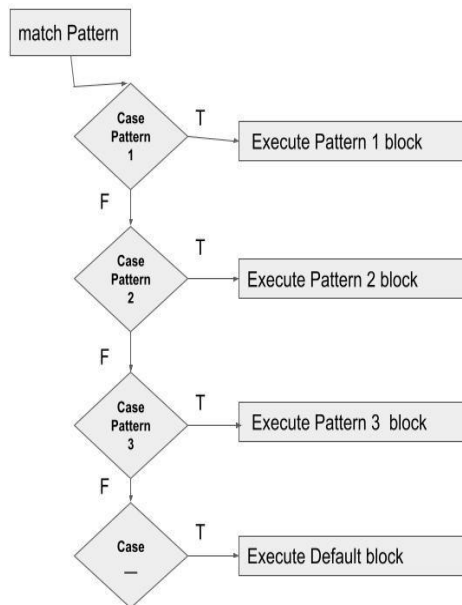 match Pattern
Case
Pattern
1
T
Execute Pattern 1 block
F
Case
Pattern
2
T
Execute Pattern 2 block
F
Case
Pattern
3
T
Execute Pattern 3 block
F
Case
_
T
Execute Default block